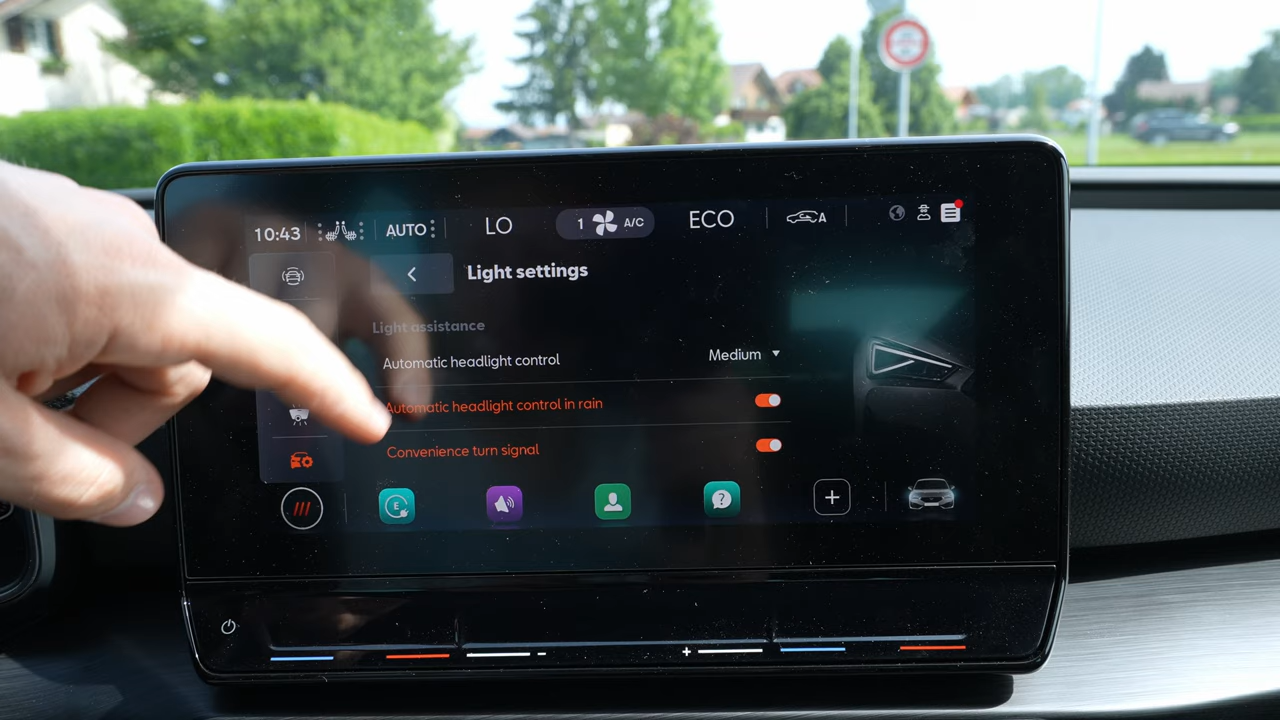 10:43 AUTO LO 1 A/C ECO A
Light settings
Light assistance
Automatic headlight control Medium
Automatic headlight control in rain
Convenience turn signal
E ?
+
- +